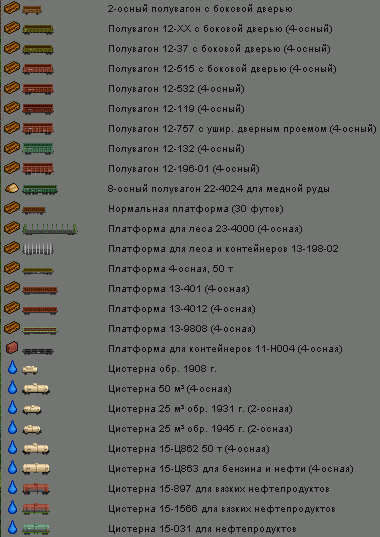 2-осный полувагон с боковой дверью
Полувагон 12-XX с боковой дверью (4-осный)
Полувагон 12-37 с боковой дверью (4-осный)
Полувагон 12-515 с боковой дверью (4-осный)
Полувагон 12-532 (4-осный)
Полувагон 12-119 (4-осный)
Полувагон 12-757 с ушир. дверным проемом (4-осный)
Полувагон 12-132 (4-осный)
Полувагон 12-196-01 (4-осный)
8-осный полувагон 22-4024 для медной руды
Нормальная платформа (30 футов)
Платформа для леса 23-4000 (4-осная)
Платформа для леса и контейнеров 13-198-02
Платформа 4-осная, 50 т
Платформа 13-401 (4-осная)
Платформа 13-4012 (4-осная)
Платформа 13-9808 (4-осная)
Платформа для контейнеров 11-Н004 (4-осная)
Цистерна обр. 1908 г.
Цистерна 50 м³ (4-осная)
Цистерна 25 м³ обр. 1931 г. (2-осная)
Цистерна 25 м³ обр. 1945 г. (2-осная)
Цистерна 15-Ц862 50 т (4-осная)
Цистерна 15-Ц863 для бензина и нефти (4-осная)
Цистерна 15-897 для вязких нефтепродуктов
Цистерна 15-1566 для вязких нефтепродуктов
Цистерна 15-031 для нефтепродуктов